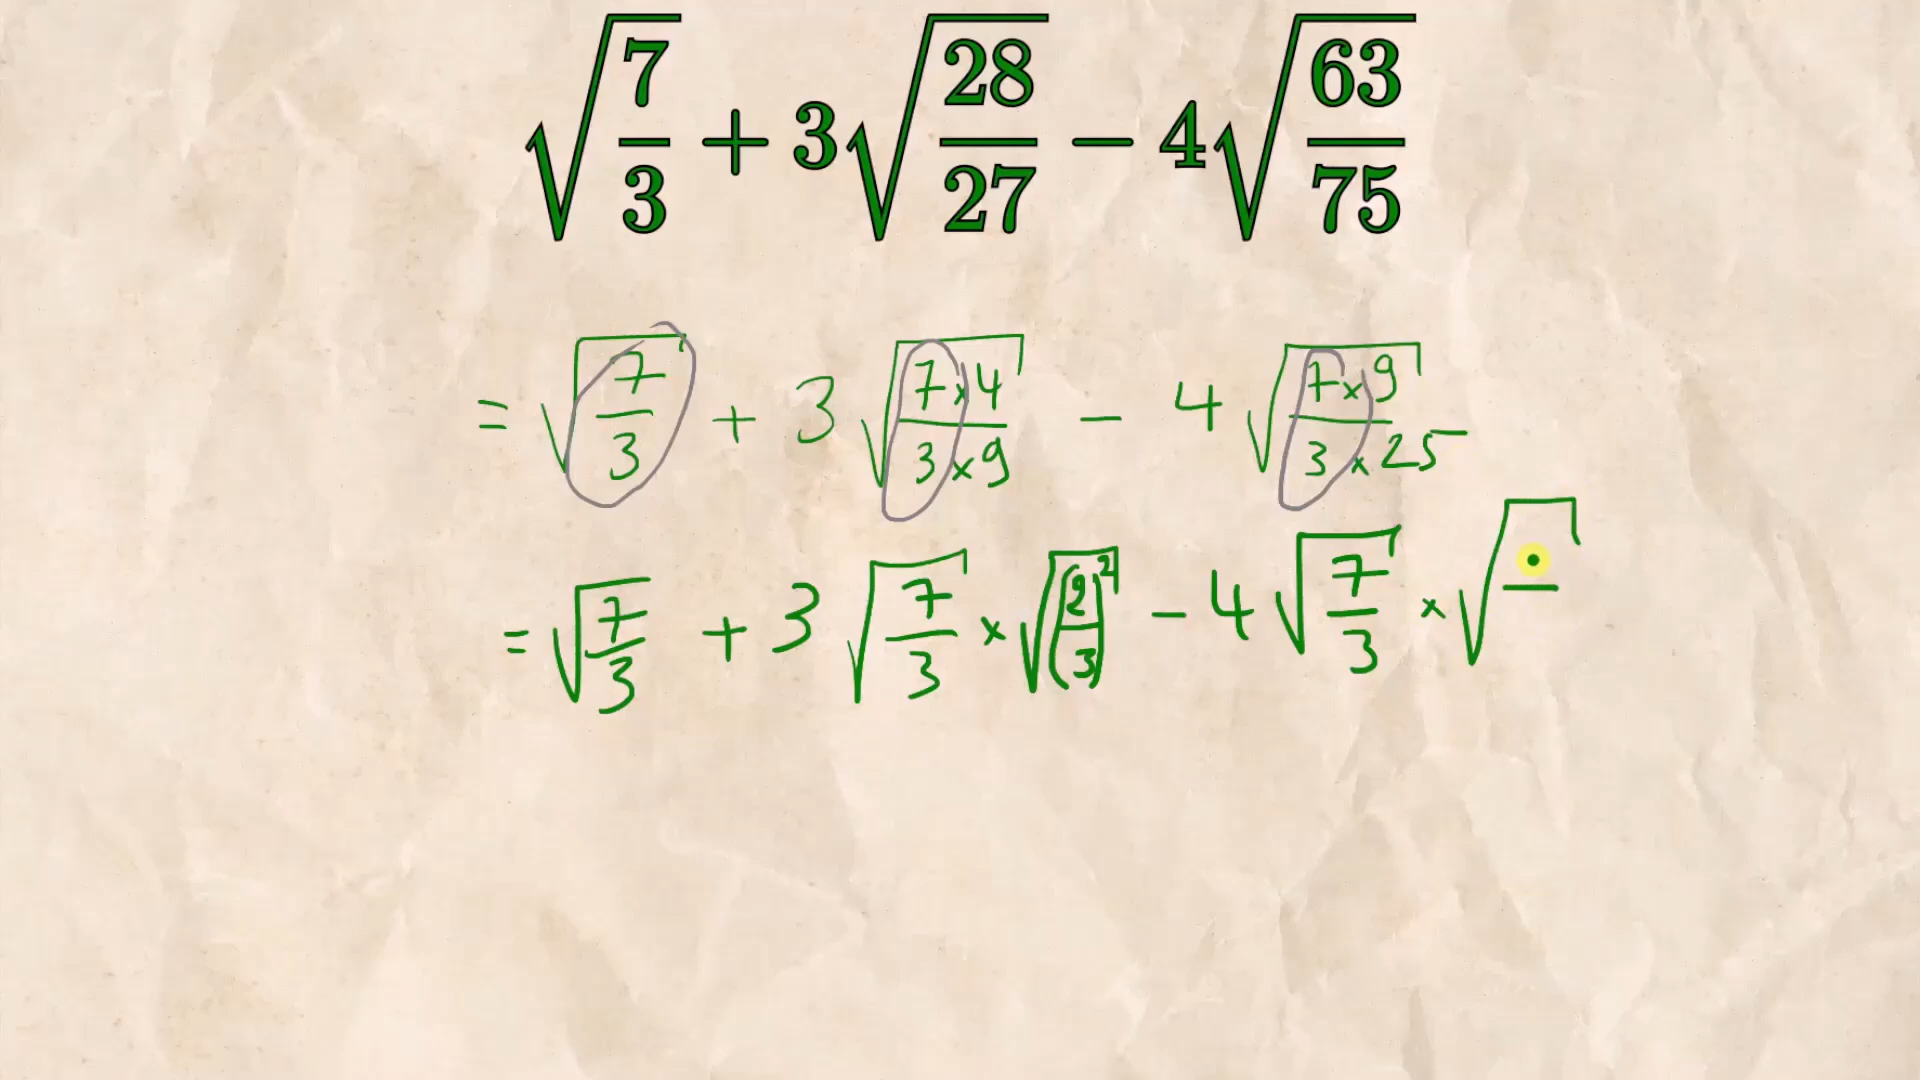 √(7/3) + 3√(28/27) − 4√(63/75)
= √(7/3) + 3√((7×4)/(3×9)) − 4√((7×9)/(3×25))
= √(7/3) + 3√(7/3) × √((2/3)²) − 4√(7/3) × √